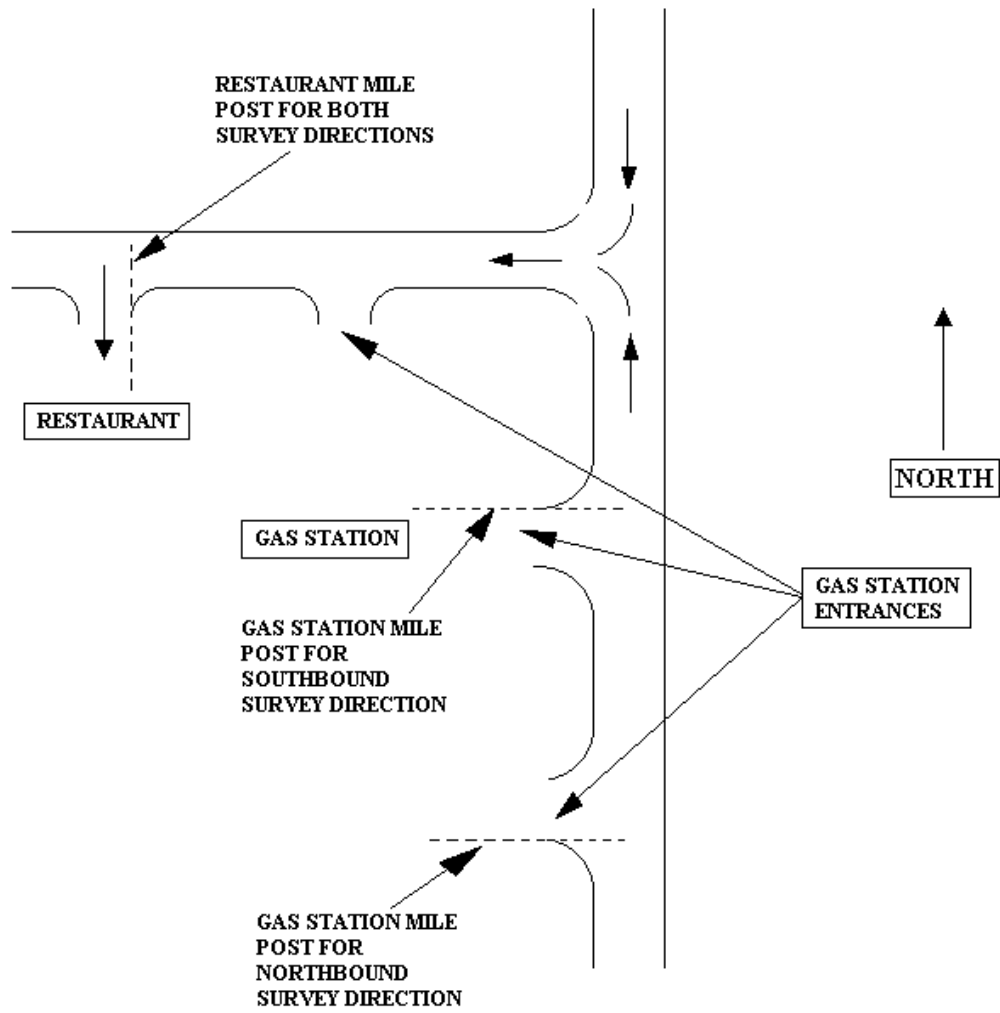 RESTAURANT MILE
POST FOR BOTH
SURVEY DIRECTIONS
RESTAURANT
NORTH
GAS STATION
GAS STATION
ENTRANCES
GAS STATION MILE
POST FOR
SOUTHBOUND
SURVEY DIRECTION
GAS STATION MILE
POST FOR
NORTHBOUND
SURVEY DIRECTION